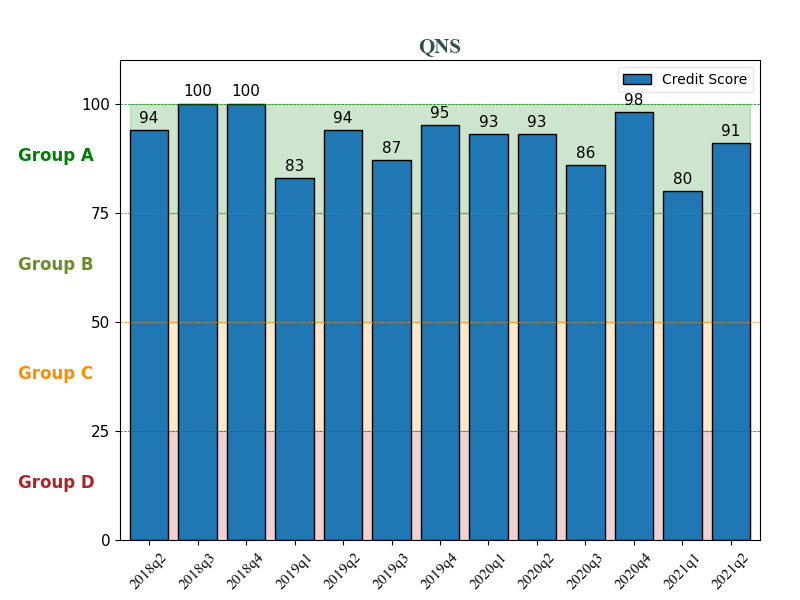 QNS
Credit Score
100
75
50
25
0
Group A
Group B
Group C
Group D
94
100
100
83
94
87
95
93
93
86
98
80
91
2018q2
2018q3
2018q4
2019q1
2019q2
2019q3
2019q4
2020q1
2020q2
2020q3
2020q4
2021q1
2021q2